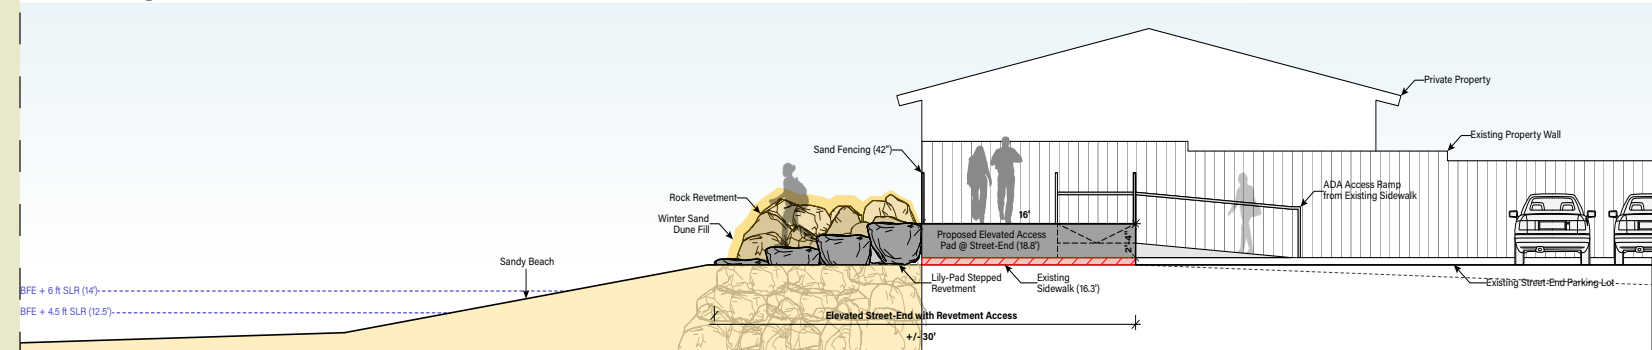 Private Property
Existing Property Wall
Sand Fencing (42")
ADA Access Ramp
from Existing Sidewalk
Rock Revetment
Winter Sand
Dune Fill
16'
Proposed Elevated Access
Pad @ Street-End (18.8')
2'-4"
Sandy Beach
Lily-Pad Stepped
Revetment
Existing
Sidewalk (16.3')
Existing Street-End Parking Lot
BFE + 6 ft SLR (14')
BFE + 4.5 ft SLR (12.5')
Elevated Street-End with Revetment Access
+/- 30'